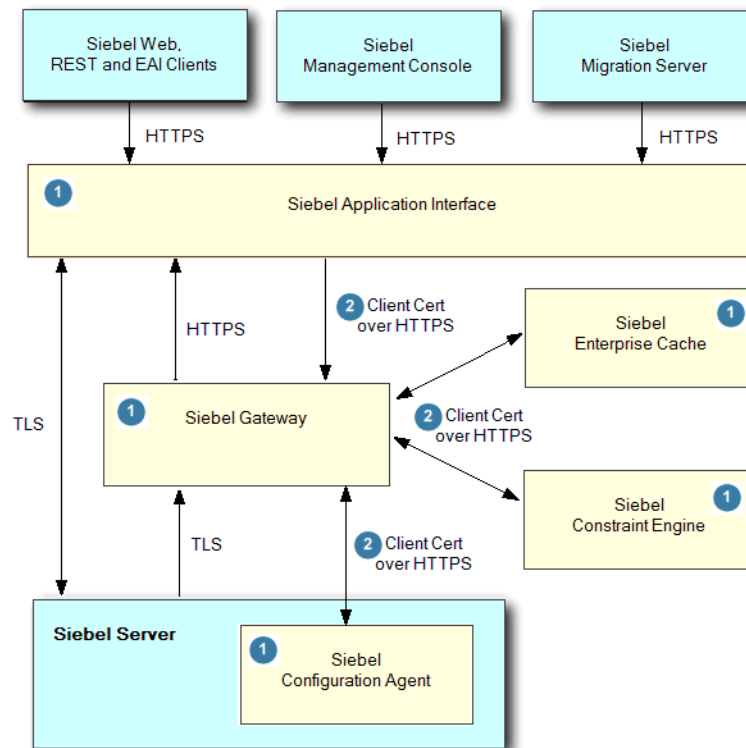 Siebel Web,
REST and EAI Clients
Siebel
Management Console
Siebel
Migration Server
HTTPS
HTTPS
HTTPS
1
Siebel Application Interface
HTTPS
2 Client Cert
over HTTPS
1
Siebel
Enterprise Cache
TLS
1
Siebel Gateway
2 Client Cert
over HTTPS
1
Siebel
Constraint Engine
TLS
2 Client Cert
over HTTPS
Siebel Server
1
Siebel
Configuration Agent